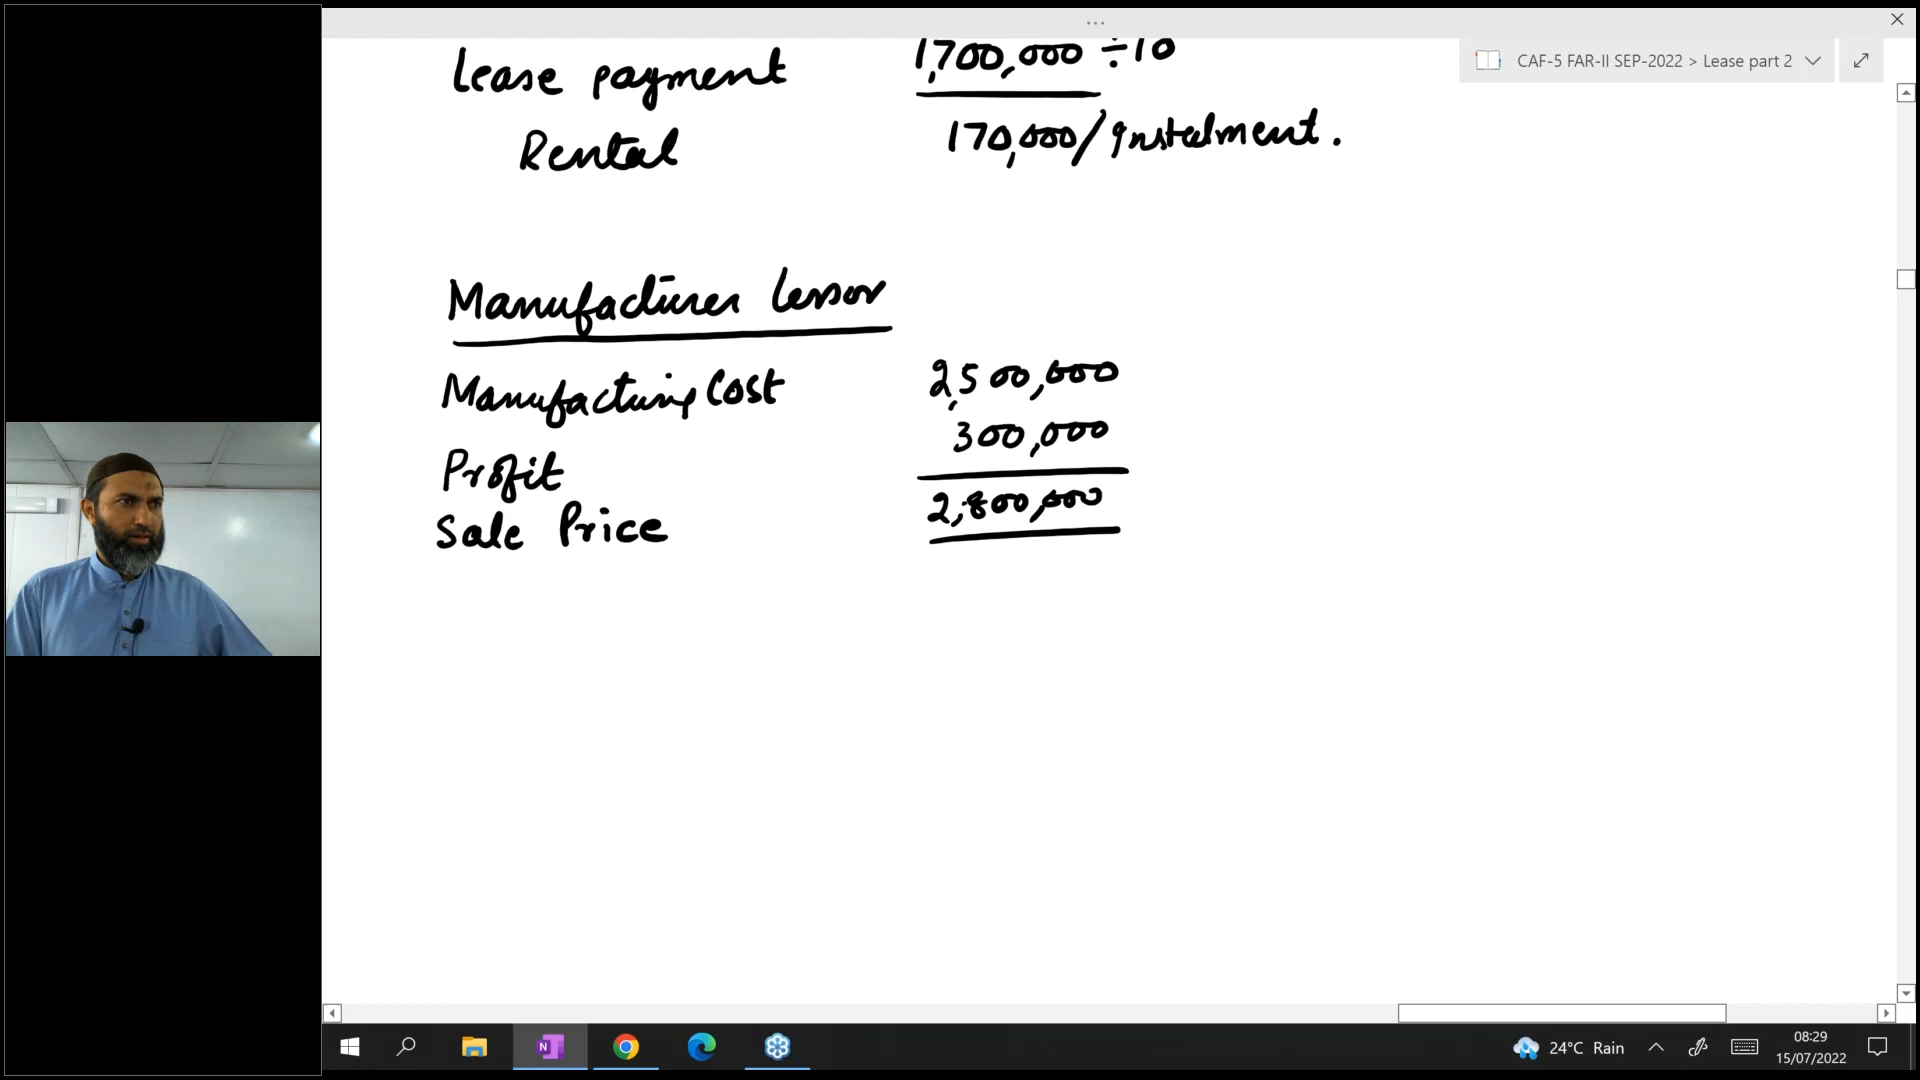 CAF-5 FAR-II SEP-2022 > Lease part 2
Lease payment 1,700,000 ÷10
Rental 170,000/instalment.
Manufacturer Lessor
Manufacturing Cost 2,500,000
Profit 300,000
Sale Price 2,800,000
24°C Rain
08:29
15/07/2022